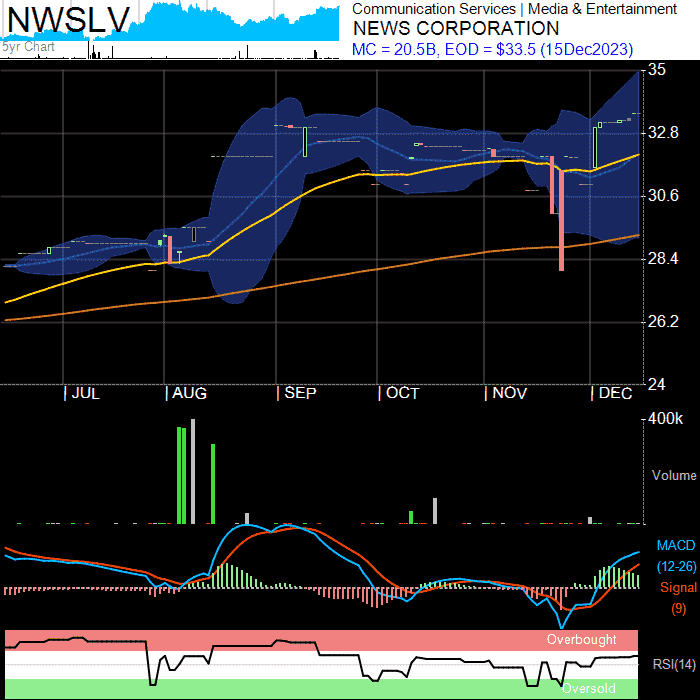 NWSLV
5yr Chart
Communication Services | Media & Entertainment
NEWS CORPORATION
MC = 20.5B, EOD = $33.5 (15Dec2023)
35
32.8
30.6
28.4
26.2
24
| JUL | AUG | SEP | OCT | NOV | DEC
400k
Volume
MACD
(12-26)
Signal
(9)
Overbought
RSI(14)
Oversold